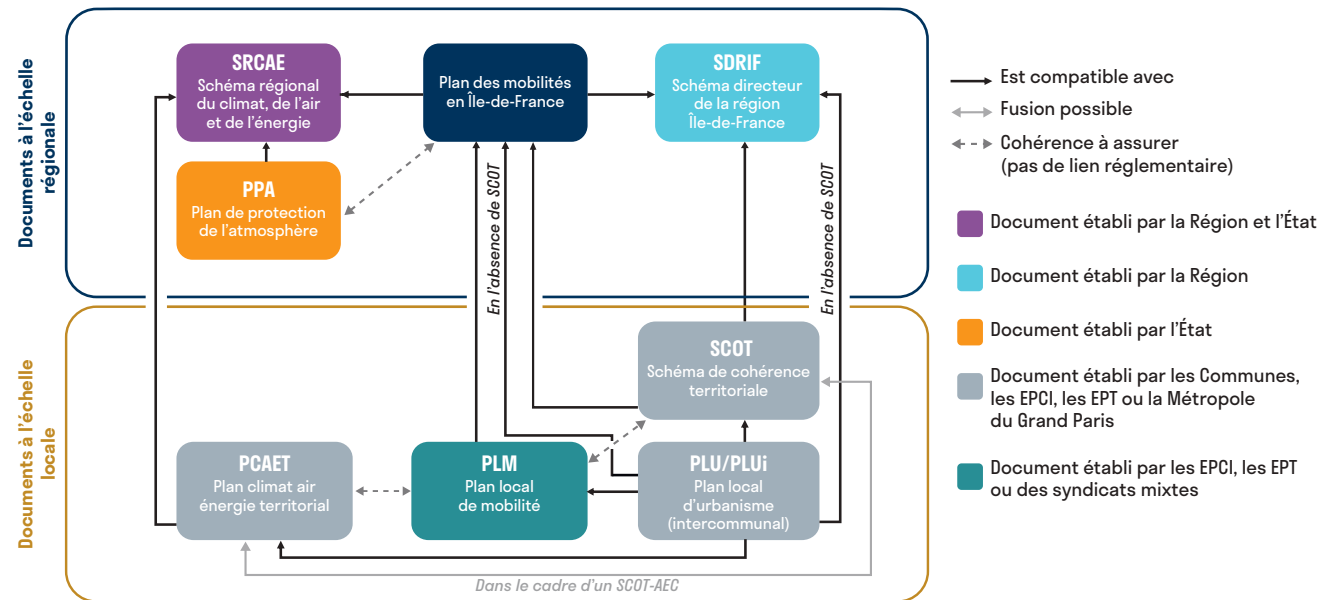 Documents à l'échelle
régionale
SRCAE
Schéma régional
du climat, de l'air
et de l'énergie
Plan des mobilités
en Île-de-France
SDRIF
Schéma directeur
de la région
Île-de-France
PPA
Plan de protection
de l'atmosphère
En l'absence de SCOT
En l'absence de SCOT
Documents à l'échelle
locale
SCOT
Schéma de cohérence
territoriale
PCAET
Plan climat air
énergie territorial
PLM
Plan local
de mobilité
PLU/PLUi
Plan local
d'urbanisme
(intercommunal)
Dans le cadre d'un SCOT-AEC
Est compatible avec
Fusion possible
Cohérence à assurer
(pas de lien réglementaire)
Document établi par la Région et l'État
Document établi par la Région
Document établi par l'État
Document établi par les Communes,
les EPCI, les EPT ou la Métropole
du Grand Paris
Document établi par les EPCI, les EPT
ou des syndicats mixtes